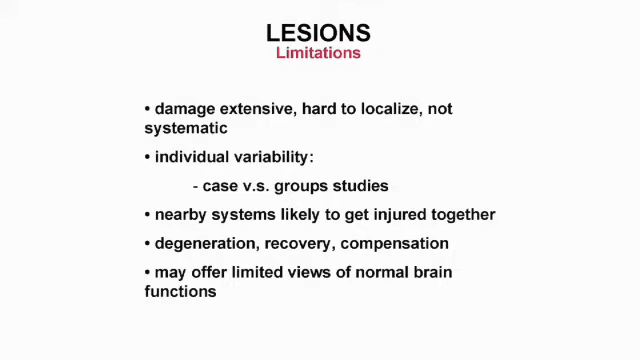 LESIONS
Limitations
• damage extensive, hard to localize, not
systematic
• individual variability:
- case v.s. groups studies
• nearby systems likely to get injured together
• degeneration, recovery, compensation
• may offer limited views of normal brain
functions